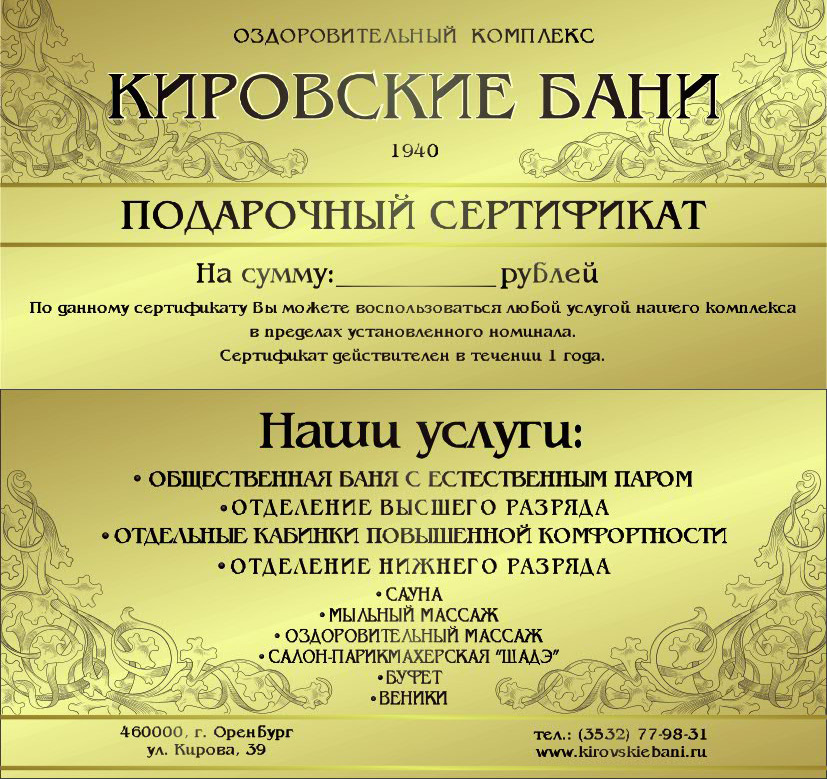 ОЗДОРОВИТЕЛЬНЫЙ КОМПЛЕКС
КИРОВСКИЕ БАНИ
1940
ПОДАРОЧНЫЙ СЕРТИФИКАТ
На сумму:____________рублей
По данному сертификату Вы можете воспользоваться любой услугой нашего комплекса
в пределах установленного номинала.
Сертификат действителен в течении 1 года.
Наши услуги:
• ОБЩЕСТВЕННАЯ БАНЯ С ЕСТЕСТВЕННЫМ ПАРОМ
• ОТДЕЛЕНИЕ ВЫСШЕГО РАЗРЯДА
• ОТДЕЛЬНЫЕ КАБИНКИ ПОВЫШЕННОЙ КОМФОРТНОСТИ
• ОТДЕЛЕНИЕ НИЖНЕГО РАЗРЯДА
• САУНА
• МЫЛЬНЫЙ МАССАЖ
• ОЗДОРОВИТЕЛЬНЫЙ МАССАЖ
• САЛОН-ПАРИКМАХЕРСКАЯ "ШАДЭ"
• БУФЕТ
• ВЕНИКИ
460000, г. Оренбург
ул. Кирова, 39
тел.: (3532) 77-98-31
www.kirovskiebani.ru